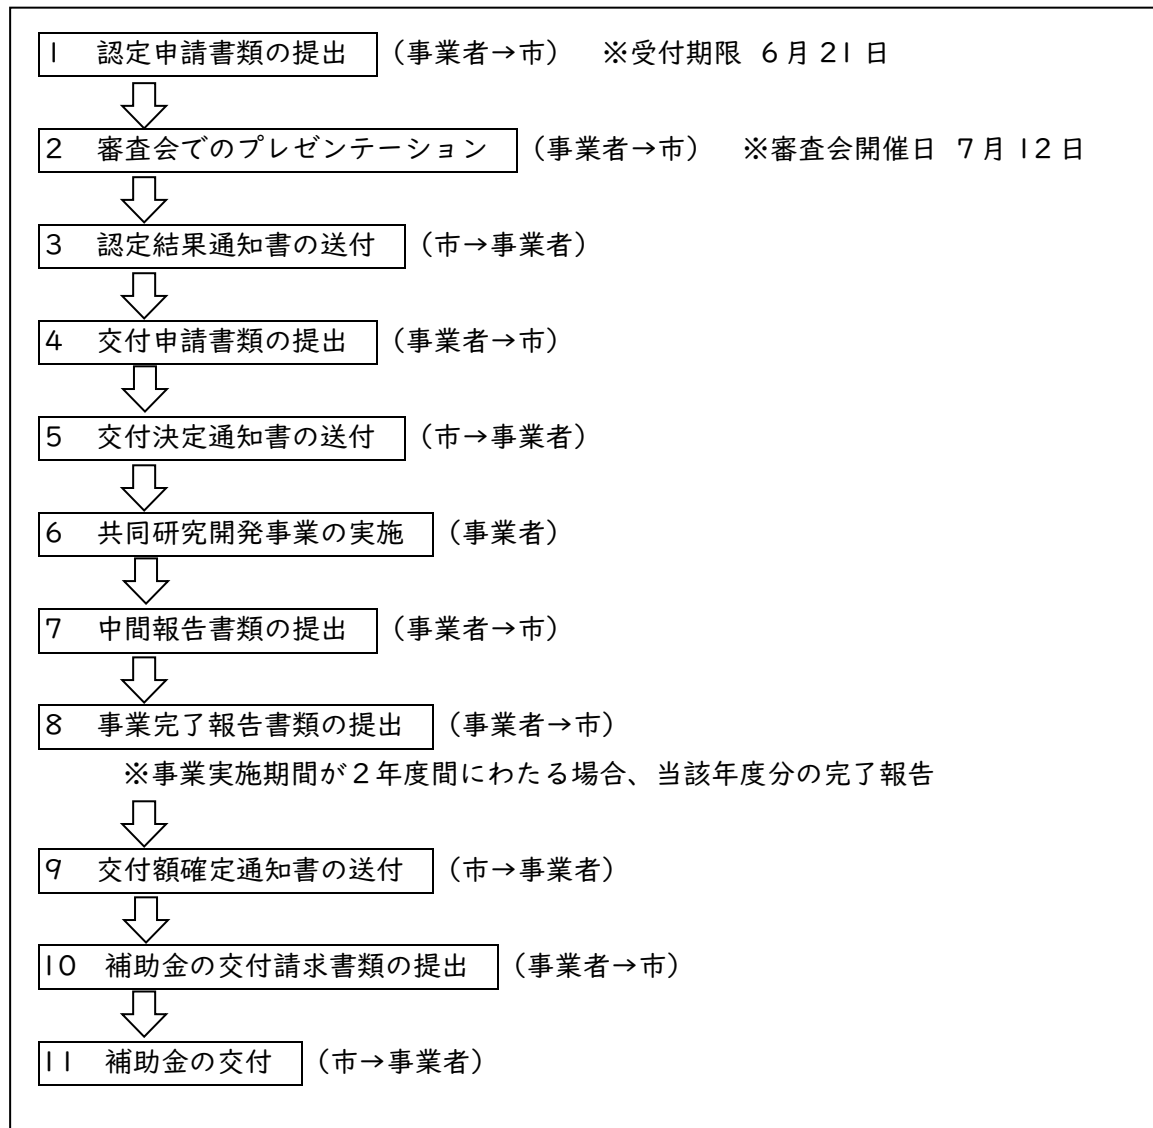 1　認定申請書類の提出　（事業者→市）　※受付期限　6月21日
2　審査会でのプレゼンテーション　（事業者→市）　※審査会開催日　7月12日
3　認定結果通知書の送付　（市→事業者）
4　交付申請書類の提出　（事業者→市）
5　交付決定通知書の送付　（市→事業者）
6　共同研究開発事業の実施　（事業者）
7　中間報告書類の提出　（事業者→市）
8　事業完了報告書類の提出　（事業者→市）
※事業実施期間が２年度間にわたる場合、当該年度分の完了報告
9　交付額確定通知書の送付　（市→事業者）
10　補助金の交付請求書類の提出　（事業者→市）
11　補助金の交付　（市→事業者）